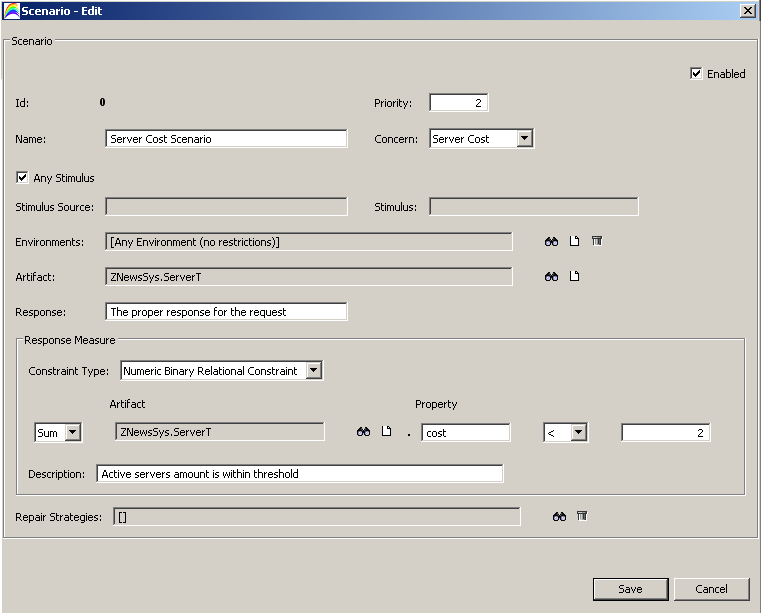 Scenario - Edit
Scenario
Enabled
Id: 0 Priority: 2
Name: Server Cost Scenario Concern: Server Cost
Any Stimulus
Stimulus Source: Stimulus:
Environments: [Any Environment (no restrictions)]
Artifact: ZNewsSys.ServerT
Response: The proper response for the request
Response Measure
Constraint Type: Numeric Binary Relational Constraint
Artifact Property
Sum ZNewsSys.ServerT . cost < 2
Description: Active servers amount is within threshold
Repair Strategies: []
Save Cancel